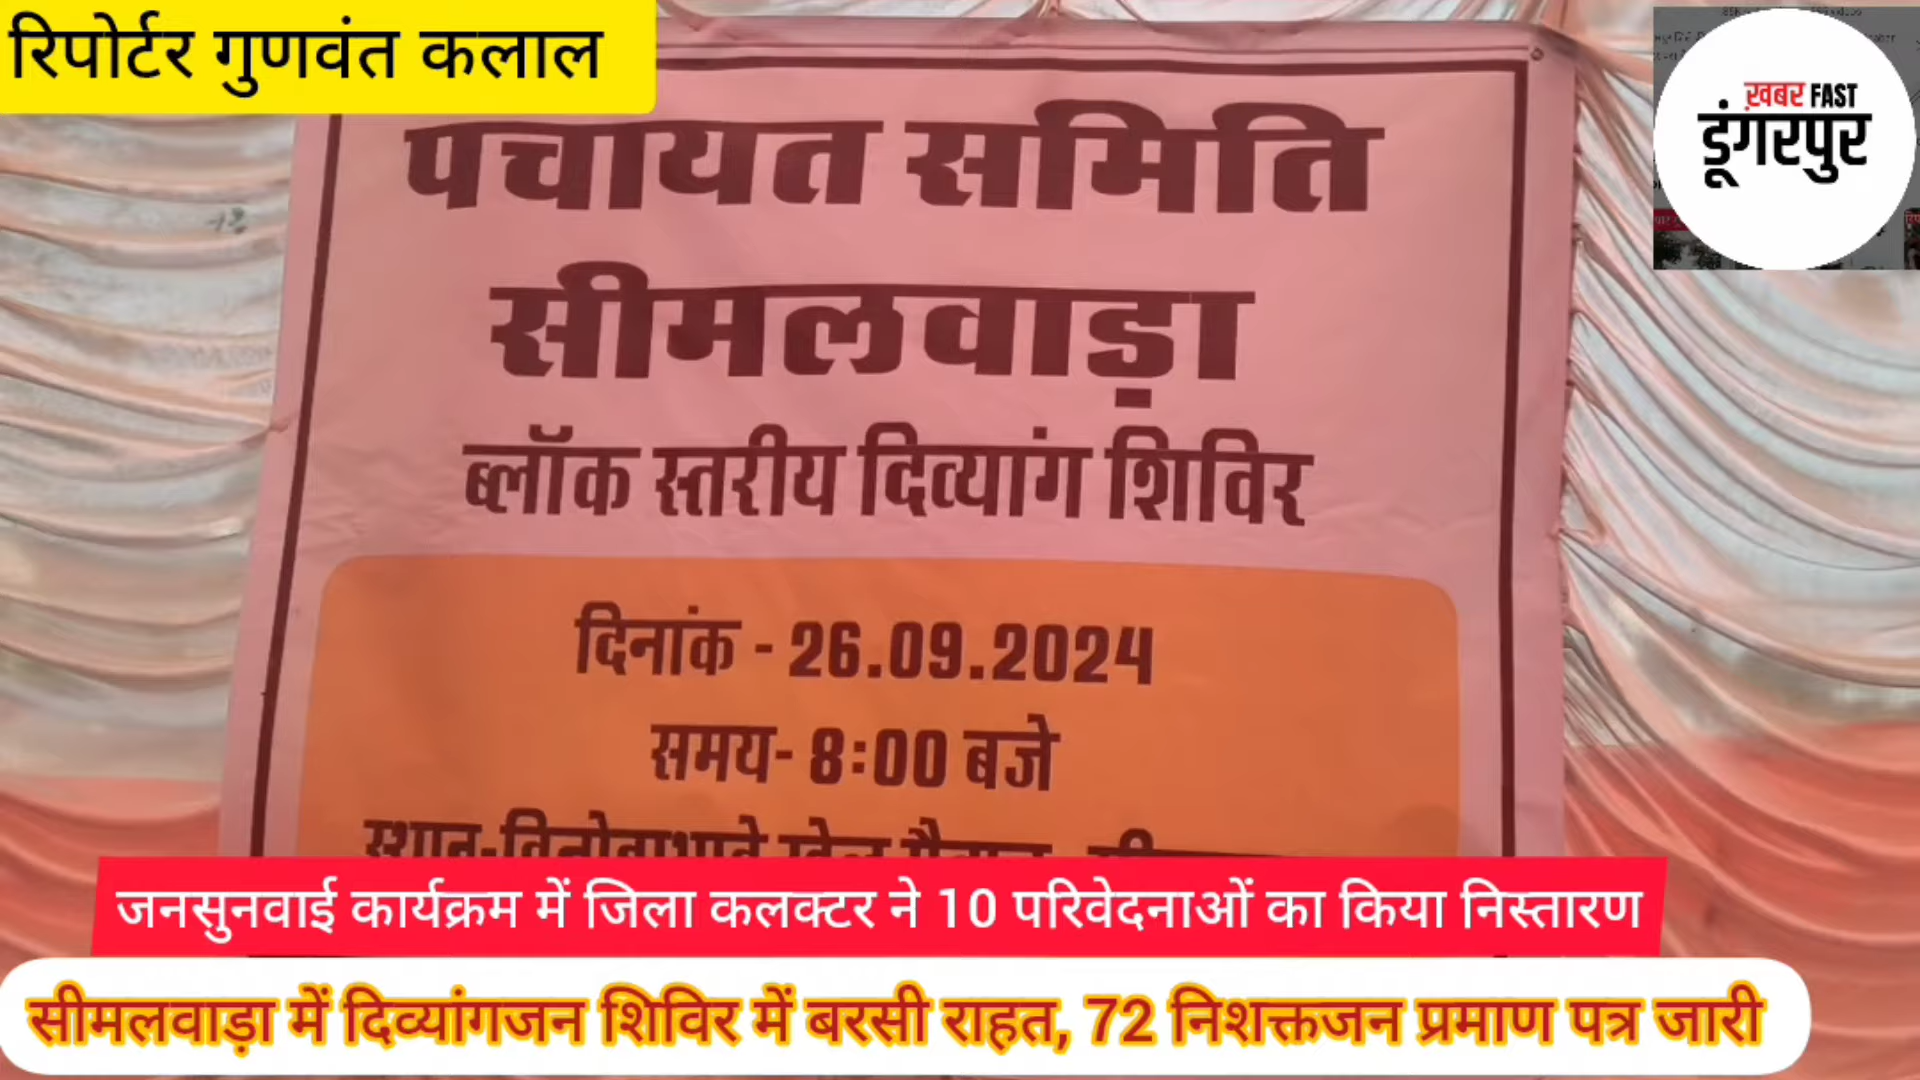 रिपोर्टर गुणवंत कलाल
ख़बर FAST
डूंगरपुर
पंचायत समिति
सीमलवाड़ा
ब्लॉक स्तरीय दिव्यांग शिविर
दिनांक - 26.09.2024
समय- 8:00 बजे
स्थान-विनोबाभावे खेल मैदान
जनसुनवाई कार्यक्रम में जिला कलक्टर ने 10 परिवेदनाओं का किया निस्तारण
सीमलवाड़ा में दिव्यांगजन शिविर में बरसी राहत, 72 निशक्तजन प्रमाण पत्र जारी